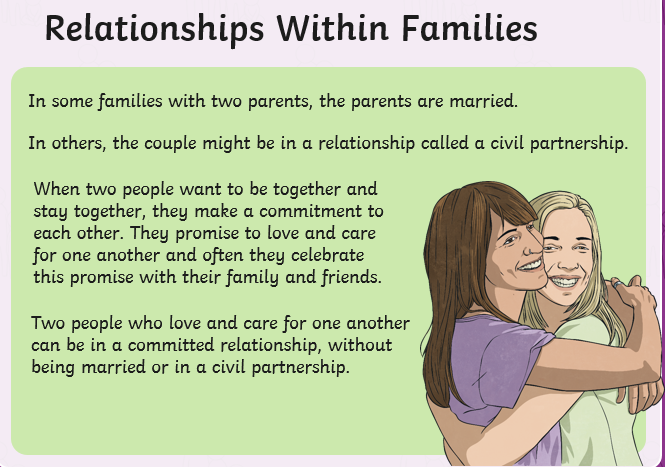 Relationships Within Families
In some families with two parents, the parents are married.
In others, the couple might be in a relationship called a civil partnership.
When two people want to be together and
stay together, they make a commitment to
each other. They promise to love and care
for one another and often they celebrate
this promise with their family and friends.
Two people who love and care for one another
can be in a committed relationship, without
being married or in a civil partnership.